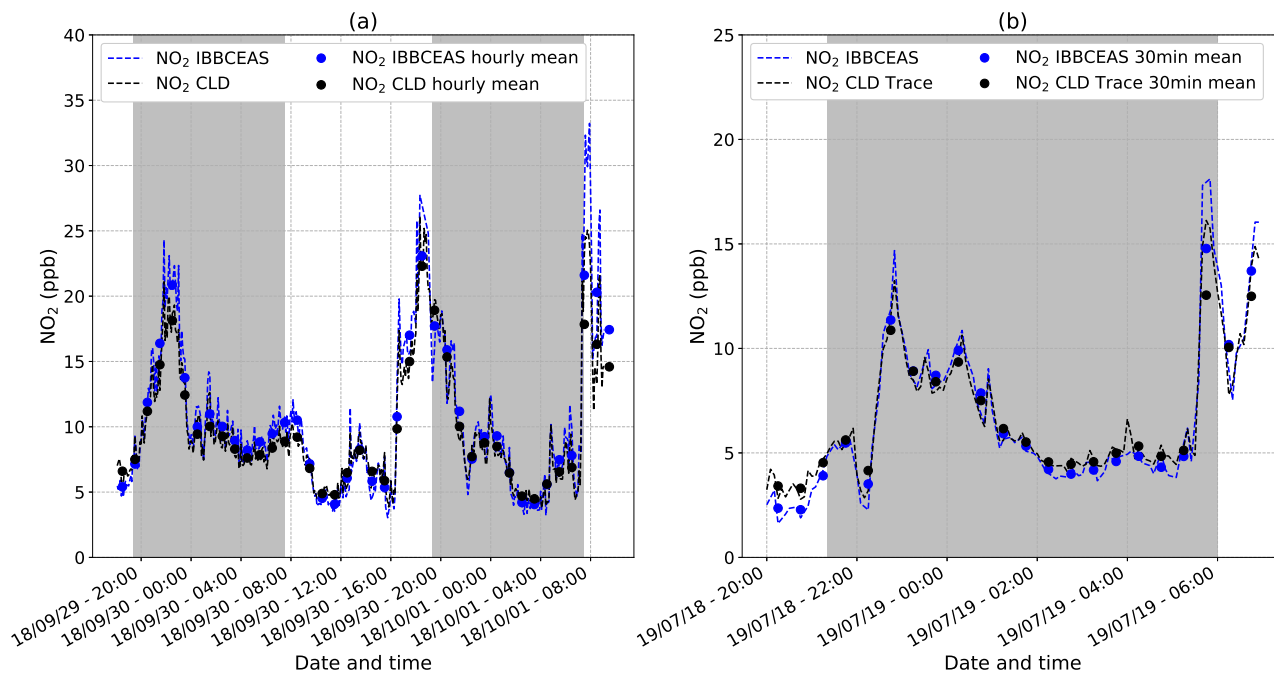 (a)
40
35
30
25
20
15
10
5
0
NO₂ (ppb)
NO₂ IBBCEAS
NO₂ CLD
NO₂ IBBCEAS hourly mean
NO₂ CLD hourly mean
18/09/29 - 20:00
18/09/30 - 00:00
18/09/30 - 04:00
18/09/30 - 08:00
18/09/30 - 12:00
18/09/30 - 16:00
18/09/30 - 20:00
18/10/01 - 00:00
18/10/01 - 04:00
18/10/01 - 08:00
Date and time
(b)
25
20
15
10
5
0
NO₂ (ppb)
NO₂ IBBCEAS
NO₂ CLD Trace
NO₂ IBBCEAS 30min mean
NO₂ CLD Trace 30min mean
19/07/18 - 20:00
19/07/18 - 22:00
19/07/19 - 00:00
19/07/19 - 02:00
19/07/19 - 04:00
19/07/19 - 06:00
Date and time